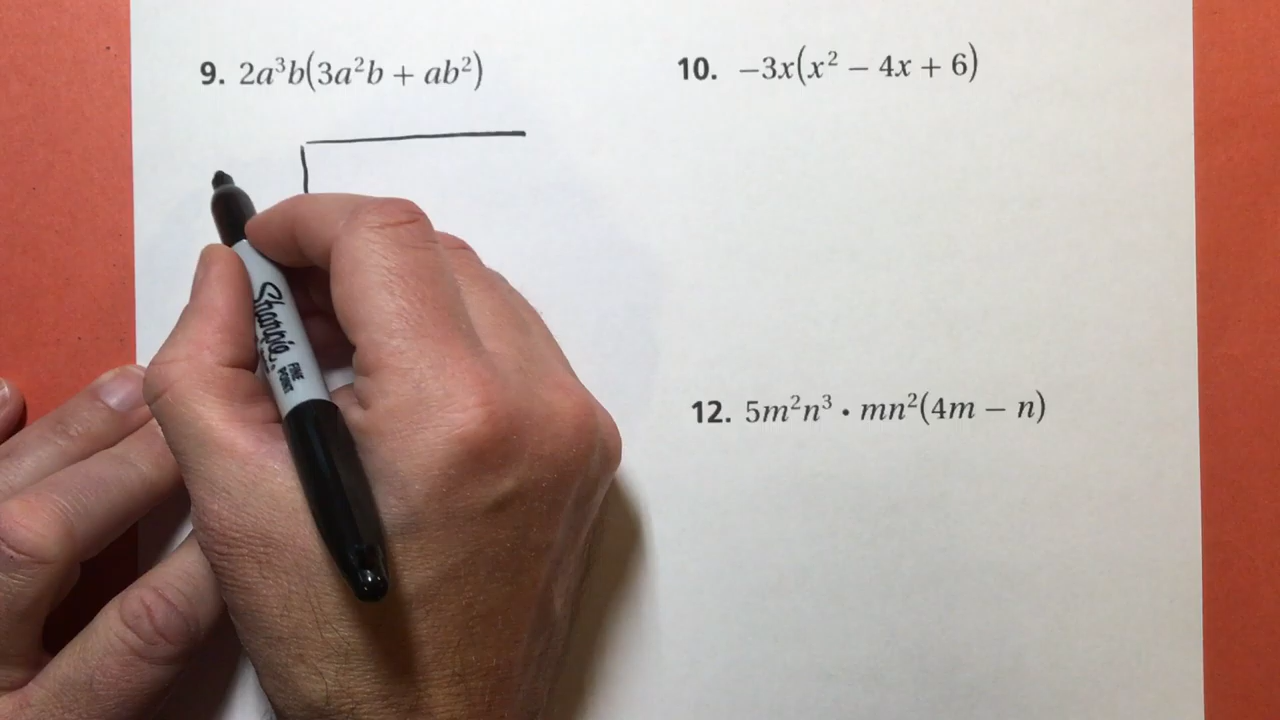 9. 2a³b(3a²b + ab²)
10. −3x(x² − 4x + 6)
Sharpie
FINE
POINT
12. 5m²n³ • mn²(4m − n)